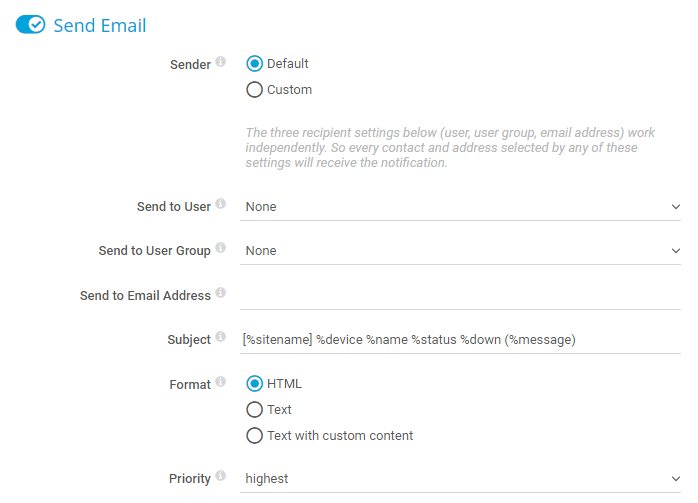 Send Email
Sender
Default
Custom
The three recipient settings below (user, user group, email address) work
independently. So every contact and address selected by any of these
settings will receive the notification.
Send to User
None
Send to User Group
None
Send to Email Address
Subject
[%sitename] %device %name %status %down (%message)
Format
HTML
Text
Text with custom content
Priority
highest